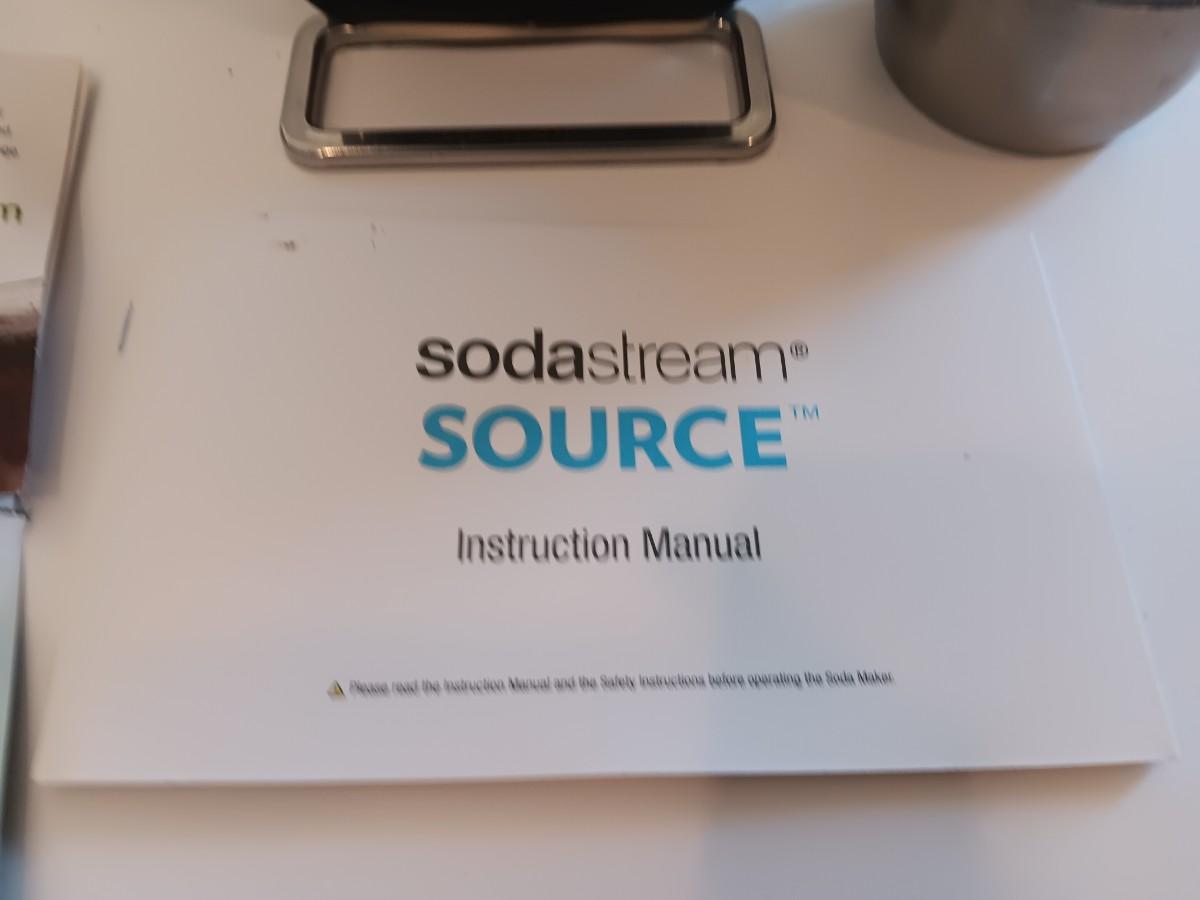 sodastream®
SOURCE™
Instruction Manual
Please read the Instruction Manual and the Safety Instructions before operating the Soda Maker.